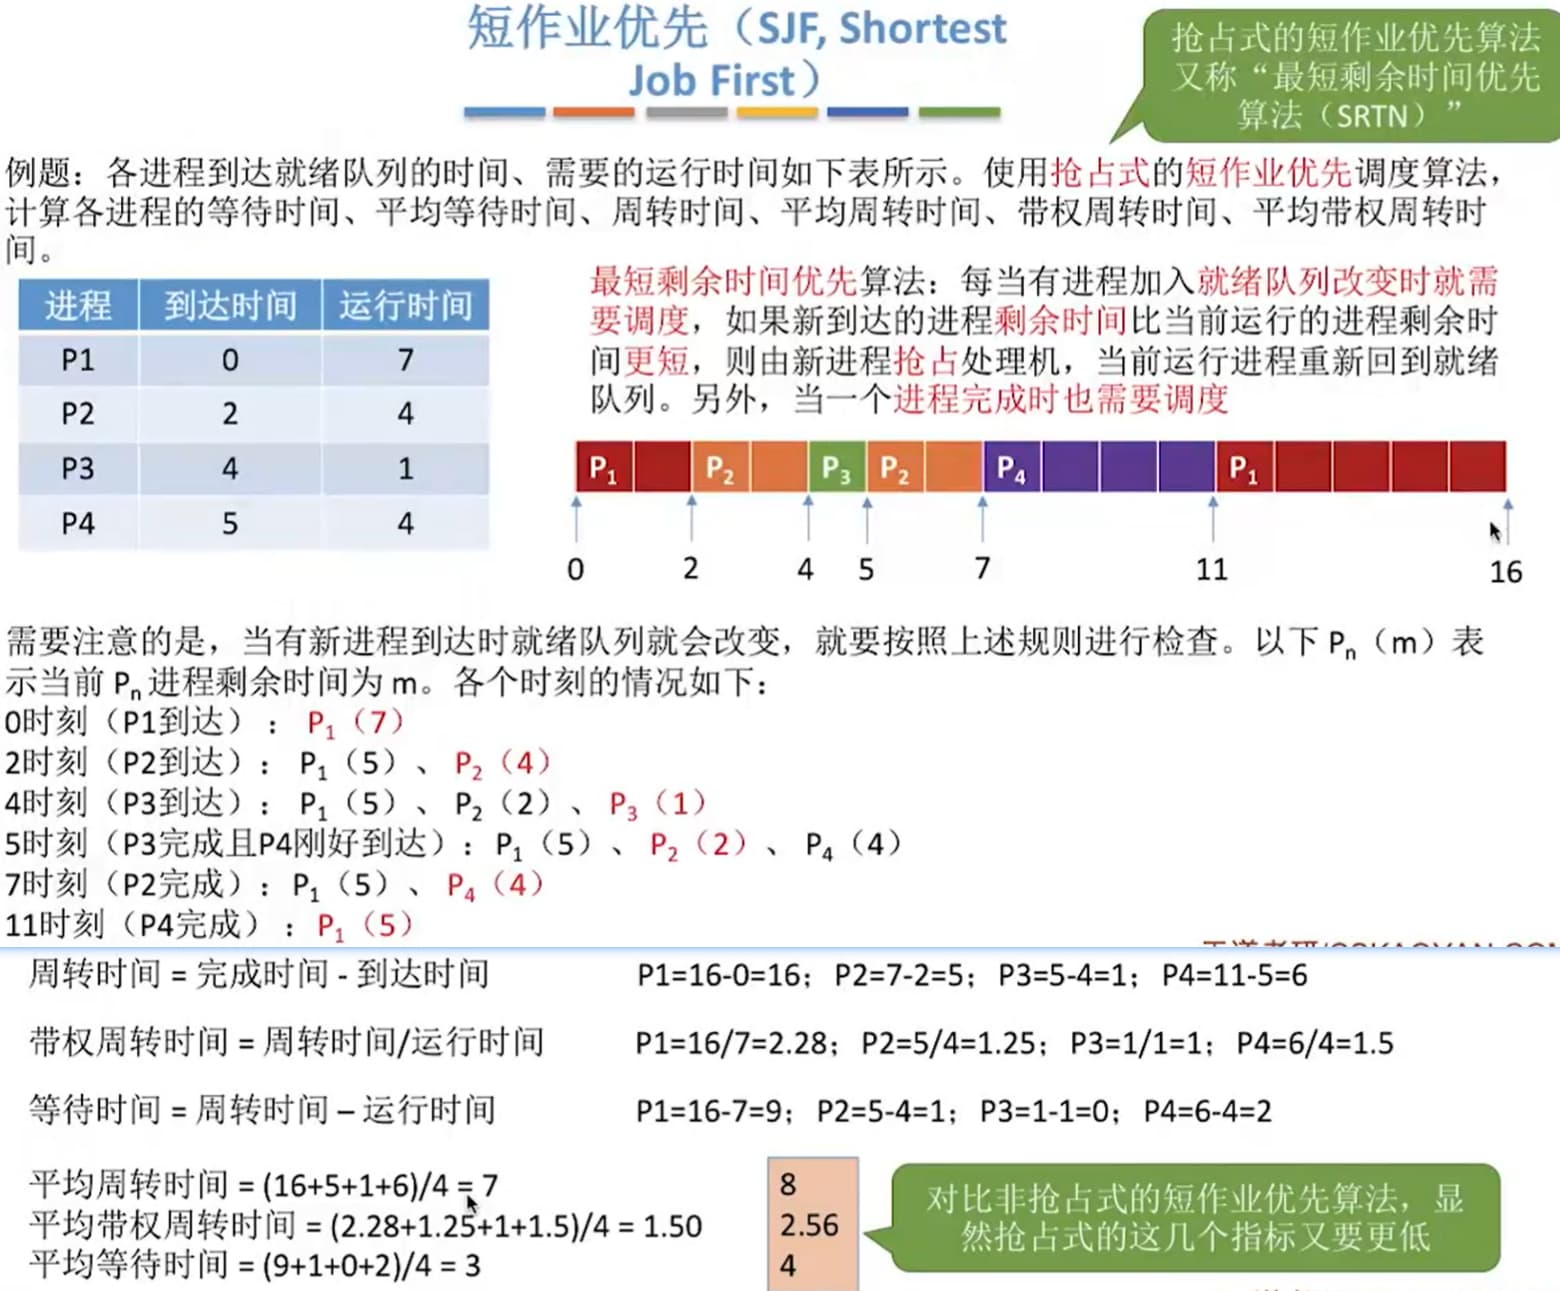 短作业优先（SJF, Shortest
Job First）
抢占式的短作业优先算法
又称“最短剩余时间优先
算法（SRTN）”
例题：各进程到达就绪队列的时间、需要的运行时间如下表所示。使用抢占式的短作业优先调度算法，
计算各进程的等待时间、平均等待时间、周转时间、平均周转时间、带权周转时间、平均带权周转时
间。
进程 到达时间 运行时间
P1 0 7
P2 2 4
P3 4 1
P4 5 4
最短剩余时间优先算法：每当有进程加入就绪队列改变时就需
要调度，如果新到达的进程剩余时间比当前运行的进程剩余时
间更短，则由新进程抢占处理机，当前运行进程重新回到就绪
队列。另外，当一个进程完成时也需要调度
P1 P2 P3 P2 P4 P1
0 2 4 5 7 11 16
需要注意的是，当有新进程到达时就绪队列就会改变，就要按照上述规则进行检查。以下 Pn（m）表
示当前 Pn 进程剩余时间为 m。各个时刻的情况如下：
0时刻（P1到达）： P1（7）
2时刻（P2到达）： P1（5）、 P2（4）
4时刻（P3到达）： P1（5）、 P2（2）、 P3（1）
5时刻（P3完成且P4刚好到达）：P1（5）、 P2（2）、 P4（4）
7时刻（P2完成）：P1（5）、 P4（4）
11时刻（P4完成）：P1（5）
周转时间 = 完成时间 - 到达时间 P1=16-0=16；P2=7-2=5；P3=5-4=1；P4=11-5=6
带权周转时间 = 周转时间/运行时间 P1=16/7=2.28；P2=5/4=1.25；P3=1/1=1；P4=6/4=1.5
等待时间 = 周转时间 – 运行时间 P1=16-7=9；P2=5-4=1；P3=1-1=0；P4=6-4=2
平均周转时间 = (16+5+1+6)/4 = 7
平均带权周转时间 = (2.28+1.25+1+1.5)/4 = 1.50
平均等待时间 = (9+1+0+2)/4 = 3
8
2.56
4
对比非抢占式的短作业优先算法，显
然抢占式的这几个指标又要更低